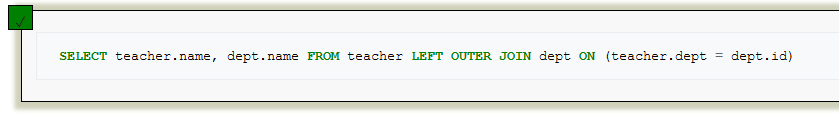 SELECT teacher.name, dept.name FROM teacher LEFT OUTER JOIN dept ON (teacher.dept = dept.id)